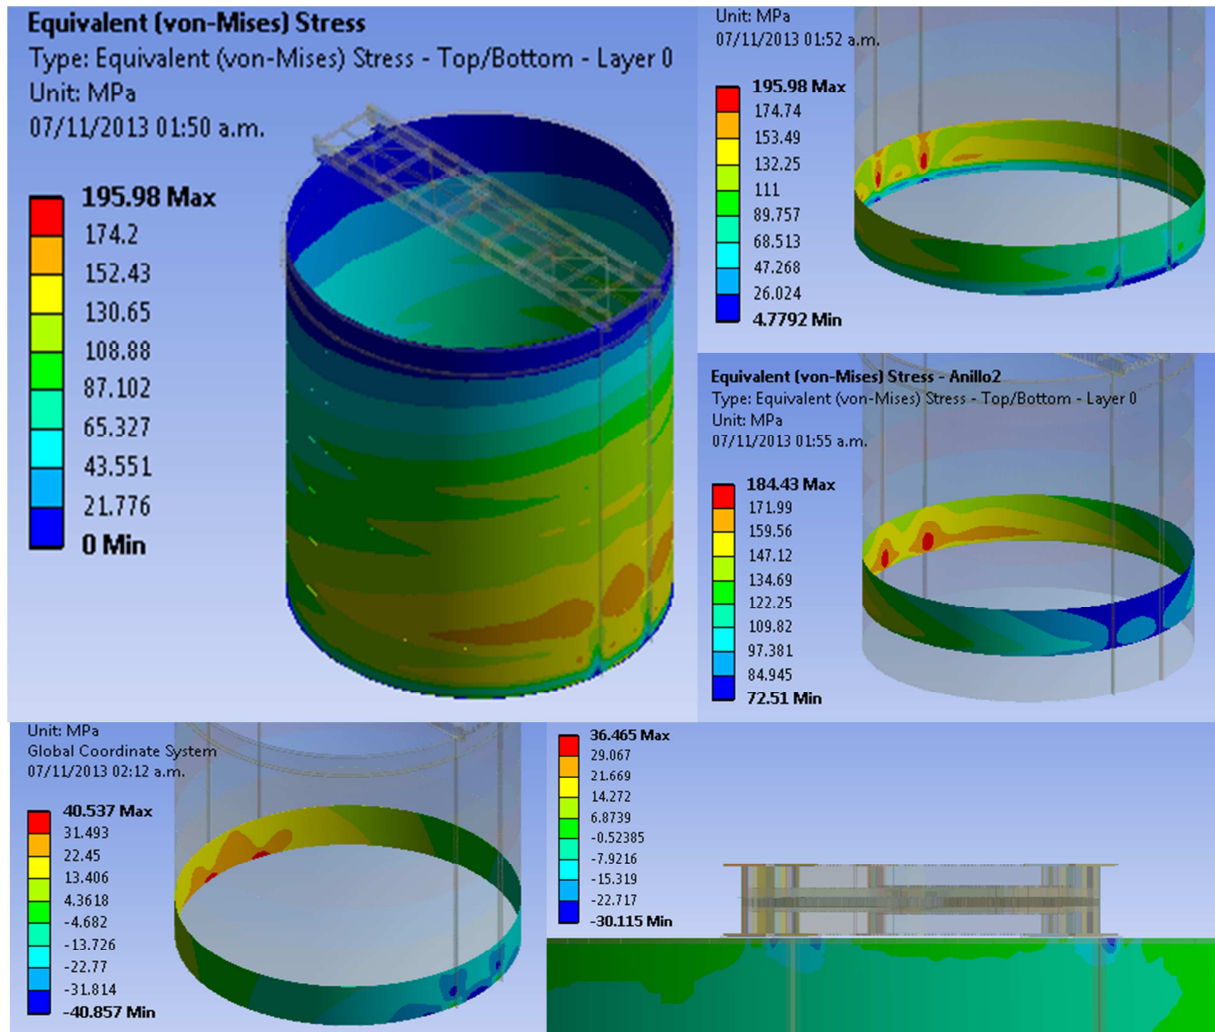 Equivalent (von-Mises) Stress
Type: Equivalent (von-Mises) Stress - Top/Bottom - Layer 0
Unit: MPa
07/11/2013 01:50 a.m.
195.98 Max
174.2
152.43
130.65
108.88
87.102
65.327
43.551
21.776
0 Min
Unit: MPa
07/11/2013 01:52 a.m.
195.98 Max
174.74
153.49
132.25
111
89.757
68.513
47.268
26.024
4.7792 Min
Equivalent (von-Mises) Stress - Anillo2
Type: Equivalent (von-Mises) Stress - Top/Bottom - Layer 0
Unit: MPa
07/11/2013 01:55 a.m.
184.43 Max
171.99
159.56
147.12
134.69
122.25
109.82
97.381
84.945
72.51 Min
Unit: MPa
Global Coordinate System
07/11/2013 02:12 a.m.
40.537 Max
31.493
22.45
13.406
4.3618
-4.682
-13.726
-22.77
-31.814
-40.857 Min
36.465 Max
29.067
21.669
14.272
6.8739
-0.52385
-7.9216
-15.319
-22.717
-30.115 Min